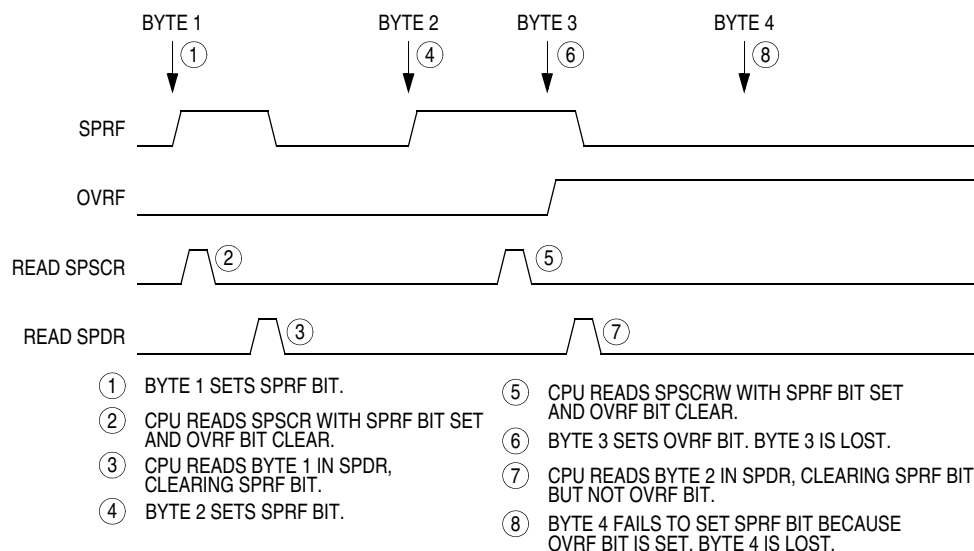 BYTE 1 BYTE 2 BYTE 3 BYTE 4
1 4 6 8
SPRF
OVRF
READ SPSCR 2 5
READ SPDR 3 7
1 BYTE 1 SETS SPRF BIT.
2 CPU READS SPSCR WITH SPRF BIT SET
AND OVRF BIT CLEAR.
3 CPU READS BYTE 1 IN SPDR,
CLEARING SPRF BIT.
4 BYTE 2 SETS SPRF BIT.
5 CPU READS SPSCRW WITH SPRF BIT SET
AND OVRF BIT CLEAR.
6 BYTE 3 SETS OVRF BIT. BYTE 3 IS LOST.
7 CPU READS BYTE 2 IN SPDR, CLEARING SPRF BIT
BUT NOT OVRF BIT.
8 BYTE 4 FAILS TO SET SPRF BIT BECAUSE
OVRF BIT IS SET. BYTE 4 IS LOST.